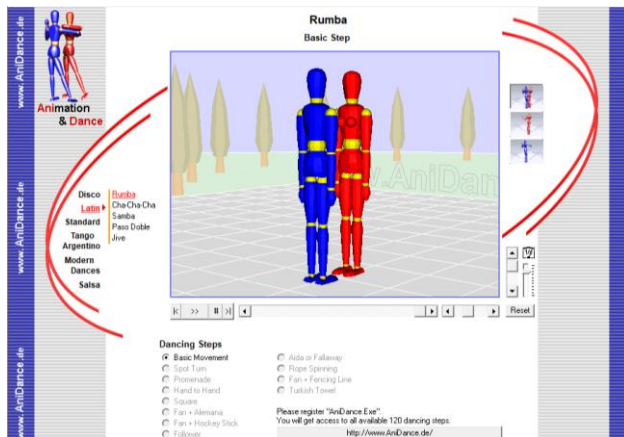 Rumba
Basic Step
www.AniDance.de
www.AniDance.de
www.AniDance.de
Animation
& Dance
Disco
Latin
Standard
Tango
Argentino
Modern
Dances
Salsa
Rumba
Cha-Cha-Cha
Samba
Paso Doble
Jive
w.AniDan
Reset
Dancing Steps
Basic Movement
Spot Turn
Promenade
Hand to Hand
Square
Fan + Alemana
Fan + Hockey Stick
Follower
Aida or Fallaway
Rope Spinning
Fan + Fencing Line
Turkish Towel
Please register "AniDance.Exe".
You will get access to all available 120 dancing steps.
http://www.AniDance.de/